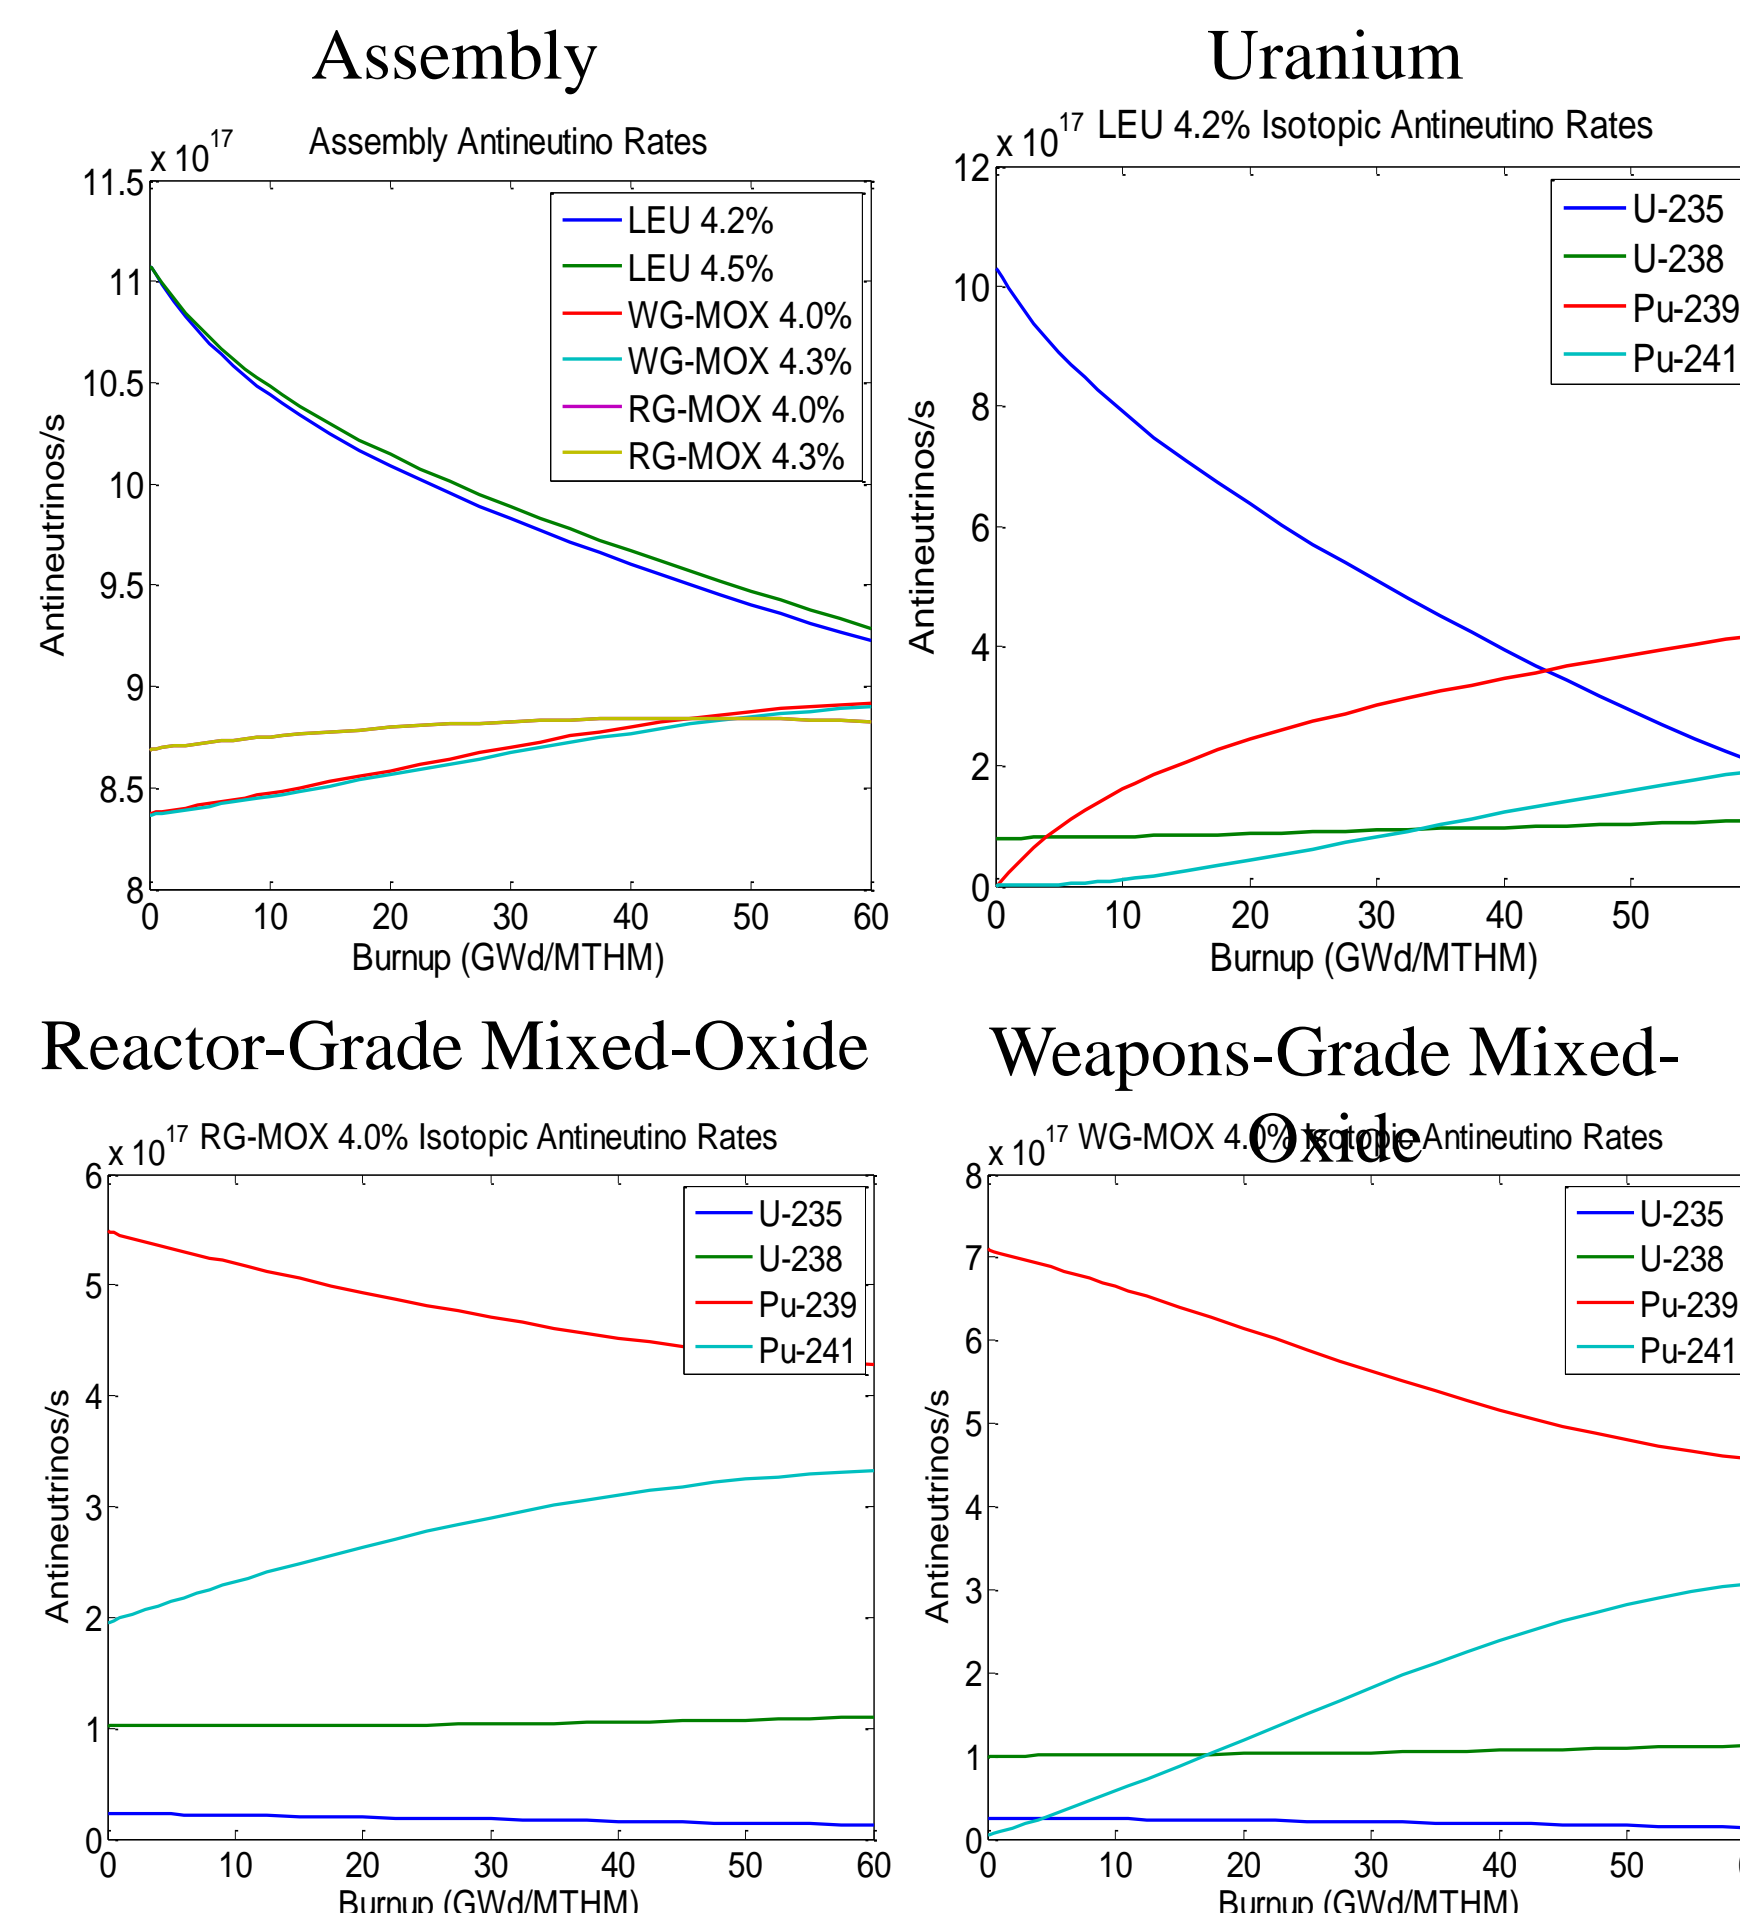 Assembly
Assembly Antineutino Rates
x 10^17
11.5
11
10.5
10
9.5
9
8.5
8
Antineutrinos/s
LEU 4.2%
LEU 4.5%
WG-MOX 4.0%
WG-MOX 4.3%
RG-MOX 4.0%
RG-MOX 4.3%
0 10 20 30 40 50 60
Burnup (GWd/MTHM)
Uranium
x 10^17 LEU 4.2% Isotopic Antineutino Rates
12
10
8
6
4
2
0
Antineutrinos/s
U-235
U-238
Pu-239
Pu-241
0 10 20 30 40 50
Burnup (GWd/MTHM)
Reactor-Grade Mixed-Oxide
x 10^17 RG-MOX 4.0% Isotopic Antineutino Rates
6
5
4
3
2
1
0
Antineutrinos/s
U-235
U-238
Pu-239
Pu-241
0 10 20 30 40 50 60
Burnup (GWd/MTHM)
Weapons-Grade Mixed-
Oxide
x 10^17 WG-MOX 4.0% Isotopic Antineutino Rates
8
7
6
5
4
3
2
1
0
Antineutrinos/s
U-235
U-238
Pu-239
Pu-241
0 10 20 30 40 50
Burnup (GWd/MTHM)